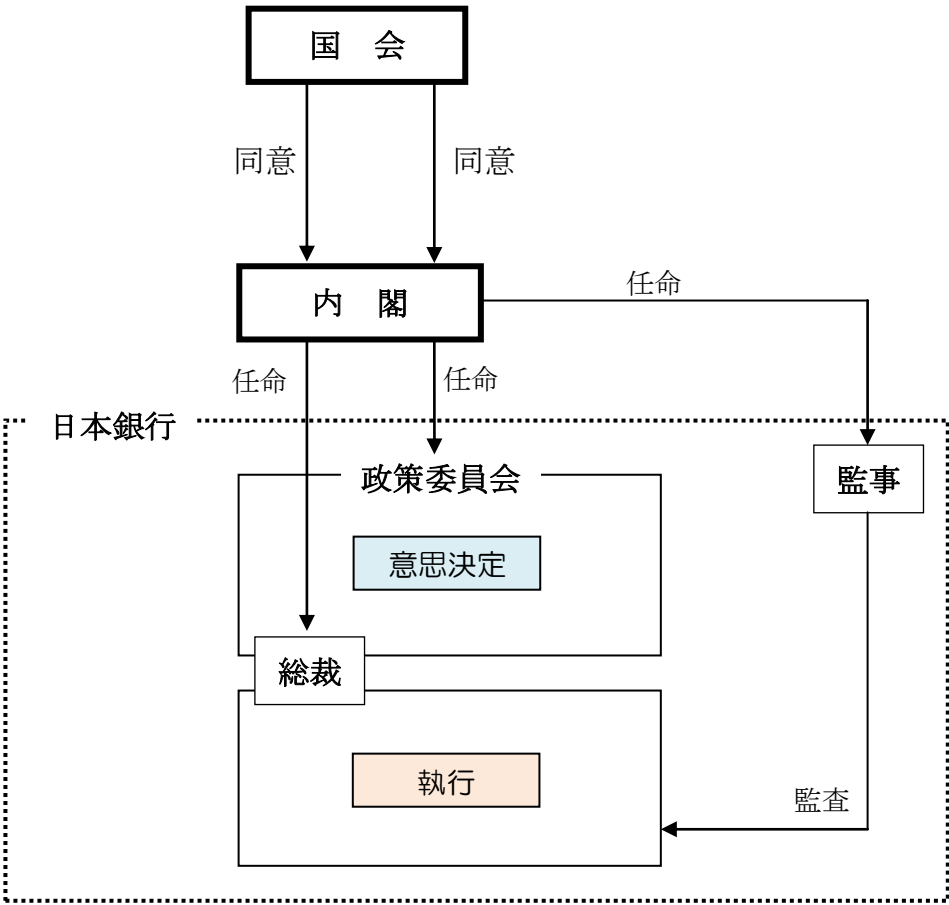 国　会
同意
同意
内　閣
任命
任命
任命
日本銀行
政策委員会
監事
意思決定
総裁
執行
監査